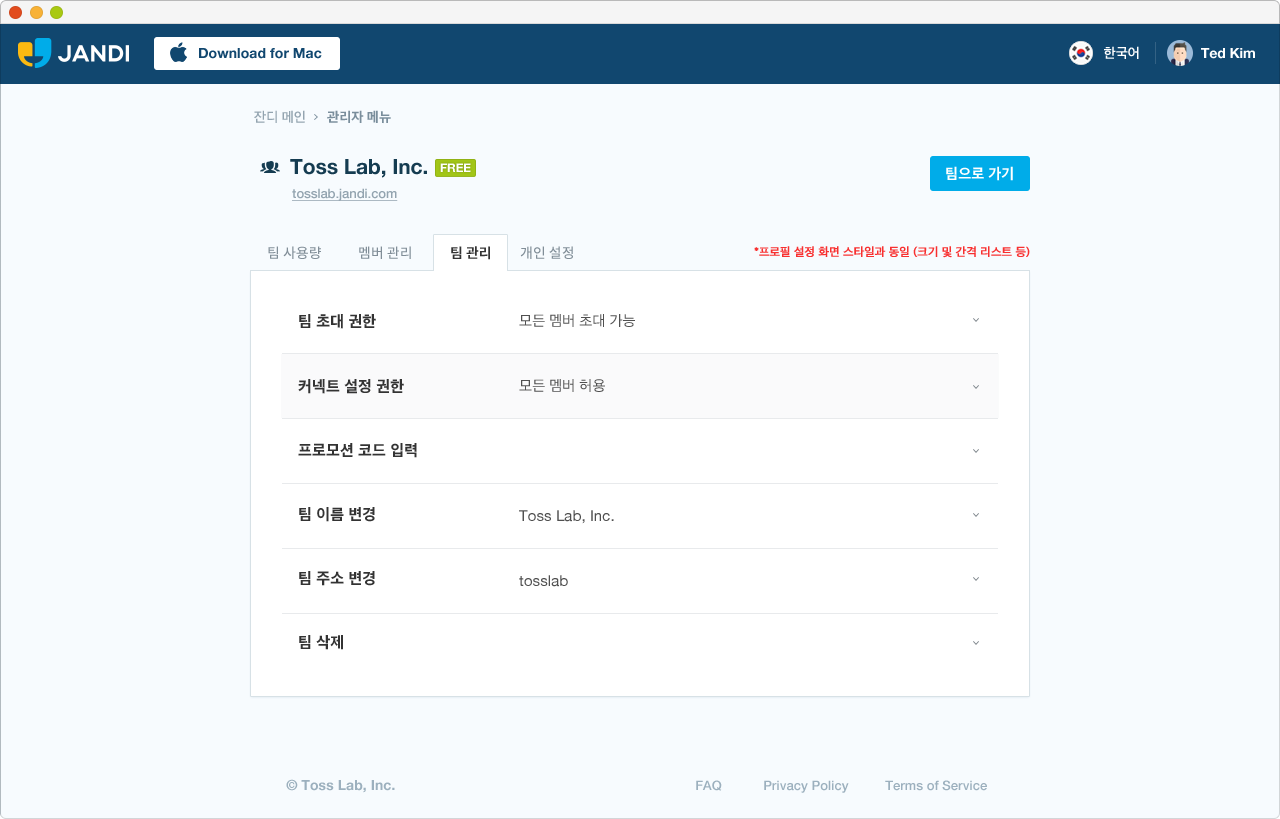 JANDI
Download for Mac
한국어
Ted Kim
잔디 메인 › 관리자 메뉴
Toss Lab, Inc. FREE
tosslab.jandi.com
팀으로 가기
팀 사용량
멤버 관리
팀 관리
개인 설정
*프로필 설정 화면 스타일과 동일 (크기 및 간격 리스트 등)
팀 초대 권한
모든 멤버 초대 가능
커넥트 설정 권한
모든 멤버 허용
프로모션 코드 입력
팀 이름 변경
Toss Lab, Inc.
팀 주소 변경
tosslab
팀 삭제
© Toss Lab, Inc.
FAQ
Privacy Policy
Terms of Service